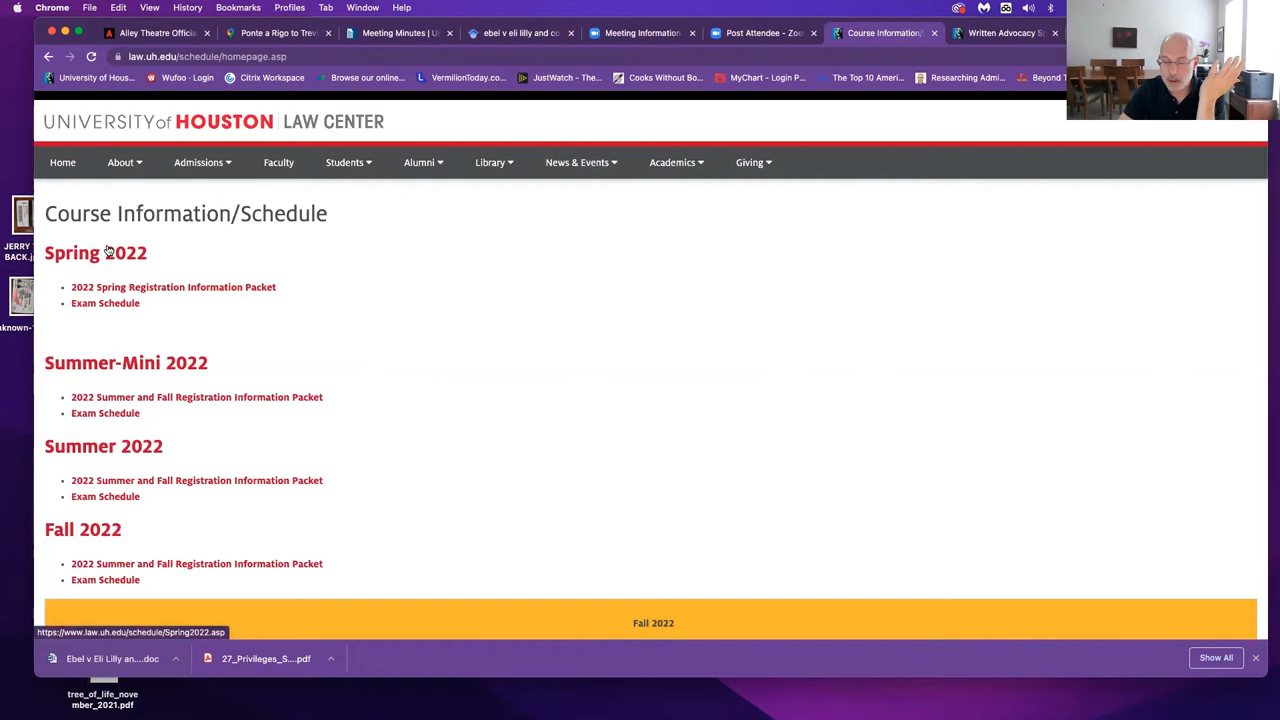 Chrome File Edit View History Bookmarks Profiles Tab Window Help
Alley Theatre Official Ponte a Rigo to Trev Meeting Minutes | U ebel v eli lilly and co Meeting Information Post Attendee - Zoo Course Information/ Written Advocacy Sp
law.uh.edu/schedule/homepage.asp
University of Hous... Wufoo · Login Citrix Workspace Browse our online... VermilionToday.co... JustWatch - The... Cooks Without Bo... MyChart - Login P... The Top 10 Ameri... Researching Admi... Beyond T
UNIVERSITY of HOUSTON | LAW CENTER
Home About Admissions Faculty Students Alumni Library News & Events Academics Giving
Course Information/Schedule
Spring 2022
2022 Spring Registration Information Packet
Exam Schedule
JERRY
BACK.j
Summer-Mini 2022
2022 Summer and Fall Registration Information Packet
Exam Schedule
Summer 2022
2022 Summer and Fall Registration Information Packet
Exam Schedule
Fall 2022
2022 Summer and Fall Registration Information Packet
Exam Schedule
Fall 2022
https://www.law.uh.edu/schedule/Spring2022.asp
Ebel v Eli Lilly an....doc 27_Privileges_S....pdf Show All
tree_of_life_nove
mber_2021.pdf